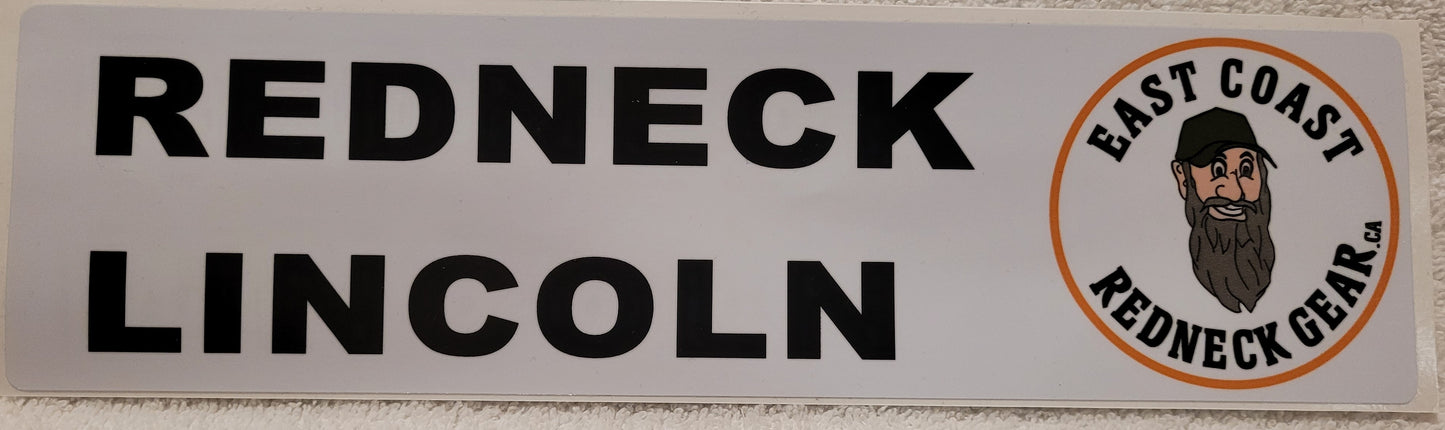 REDNECK
LINCOLN
EAST COAST
REDNECK GEAR.CA